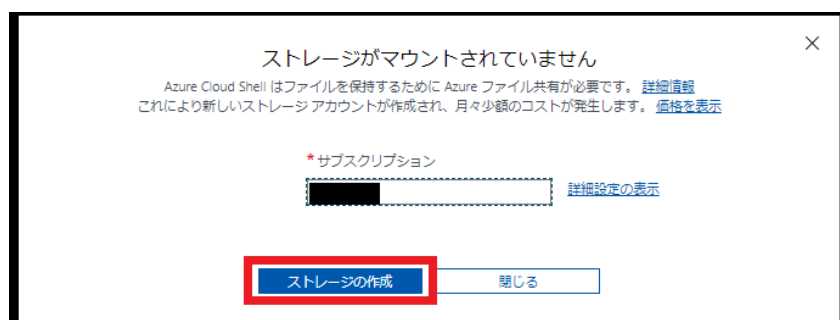 ストレージがマウントされていません
Azure Cloud Shell はファイルを保持するために Azure ファイル共有が必要です。 詳細情報
これにより新しいストレージ アカウントが作成され、月々少額のコストが発生します。 価格を表示
*サブスクリプション
詳細設定の表示
ストレージの作成 閉じる